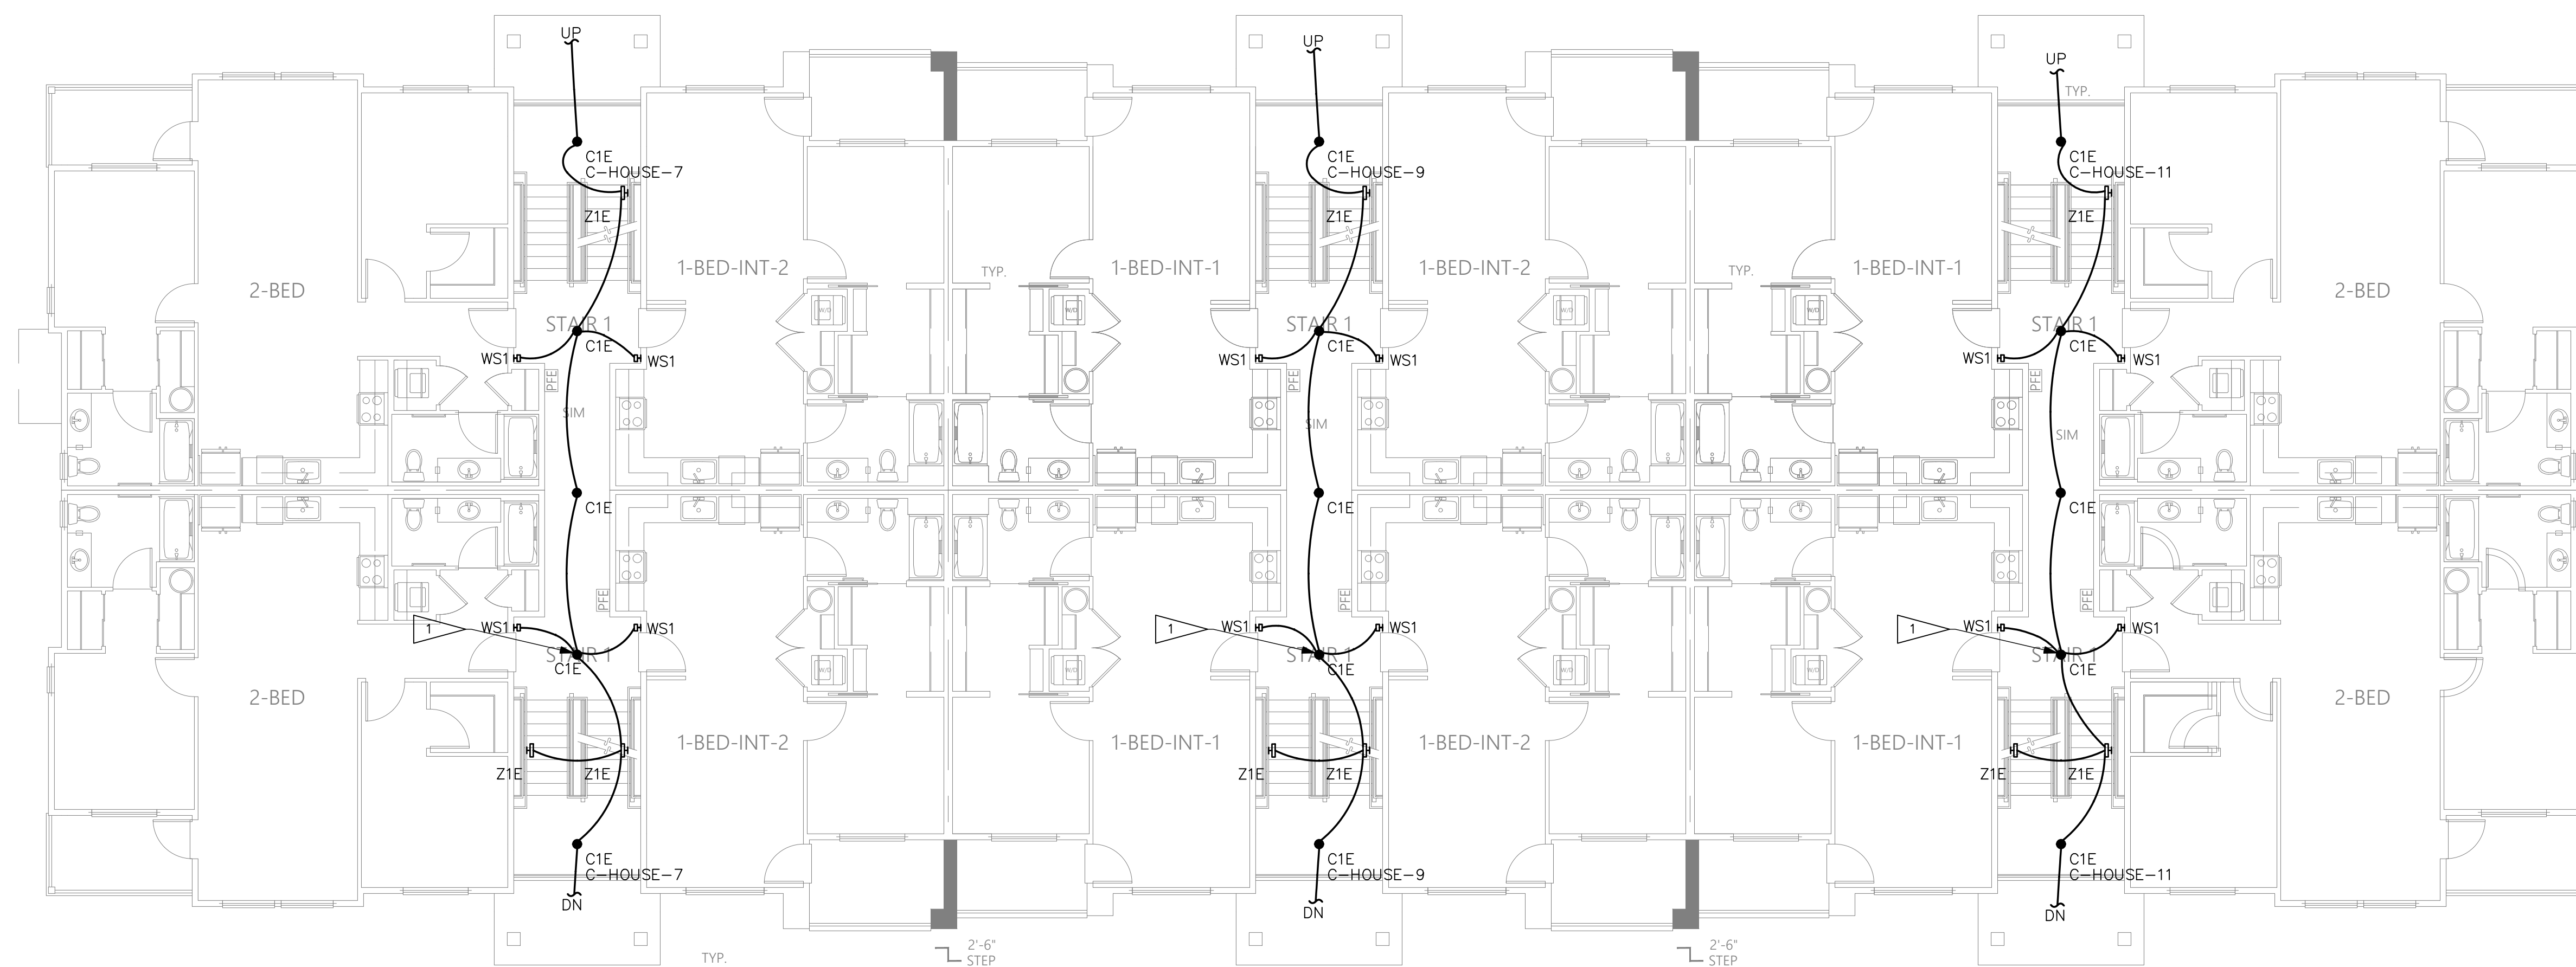 UP
UP
UP
TYP.
C1E
C-HOUSE-7
C1E
C-HOUSE-9
C1E
C-HOUSE-11
Z1E
Z1E
Z1E
2-BED
1-BED-INT-2
TYP.
1-BED-INT-1
1-BED-INT-2
TYP.
1-BED-INT-1
2-BED
W/D
W/D
W/D
W/D
STAIR 1
STAIR 1
STAIR 1
C1E
C1E
C1E
WS1
WS1
WS1
WS1
WS1
WS1
PFE
PFE
PFE
SIM
SIM
SIM
C1E
C1E
C1E
PFE
PFE
PFE
1
WS1
WS1
1
WS1
WS1
1
WS1
WS1
STAIR 1
STAIR 1
STAIR 1
C1E
C1E
C1E
W/D
W/D
W/D
W/D
2-BED
1-BED-INT-2
1-BED-INT-1
1-BED-INT-2
1-BED-INT-1
2-BED
Z1E
Z1E
Z1E
Z1E
Z1E
Z1E
C1E
C-HOUSE-7
C1E
C-HOUSE-9
C1E
C-HOUSE-11
DN
DN
DN
TYP.
2'-6"
STEP
2'-6"
STEP